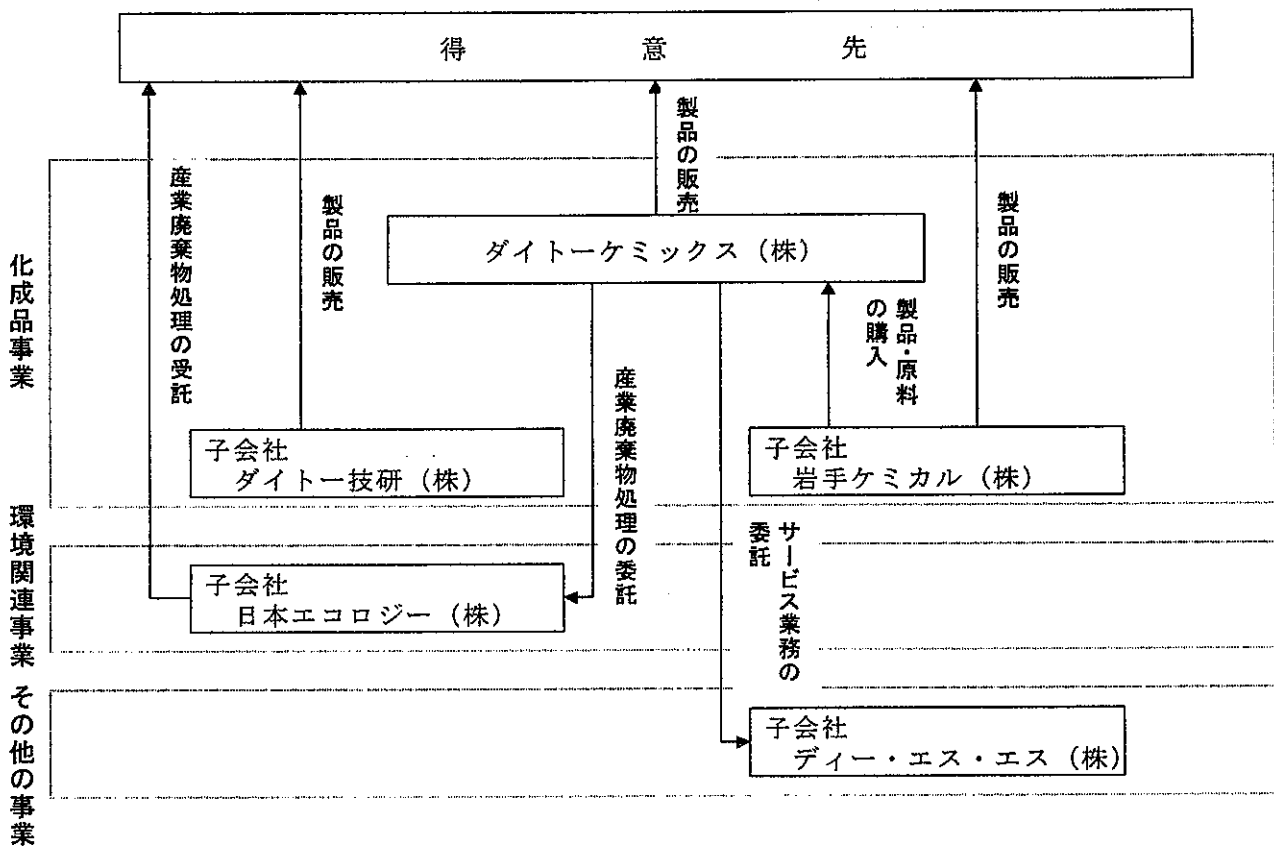 得意先
製品の販売
産業廃棄物処理の受託
製品の販売
製品の販売
ダイトーケミックス（株）
化成品事業
製品・原料
の購入
産業廃棄物処理の委託
子会社
ダイトー技研（株）
子会社
岩手ケミカル（株）
環境関連事業
サービス業務の
委託
子会社
日本エコロジー（株）
その他の事業
子会社
ディー・エス・エス（株）